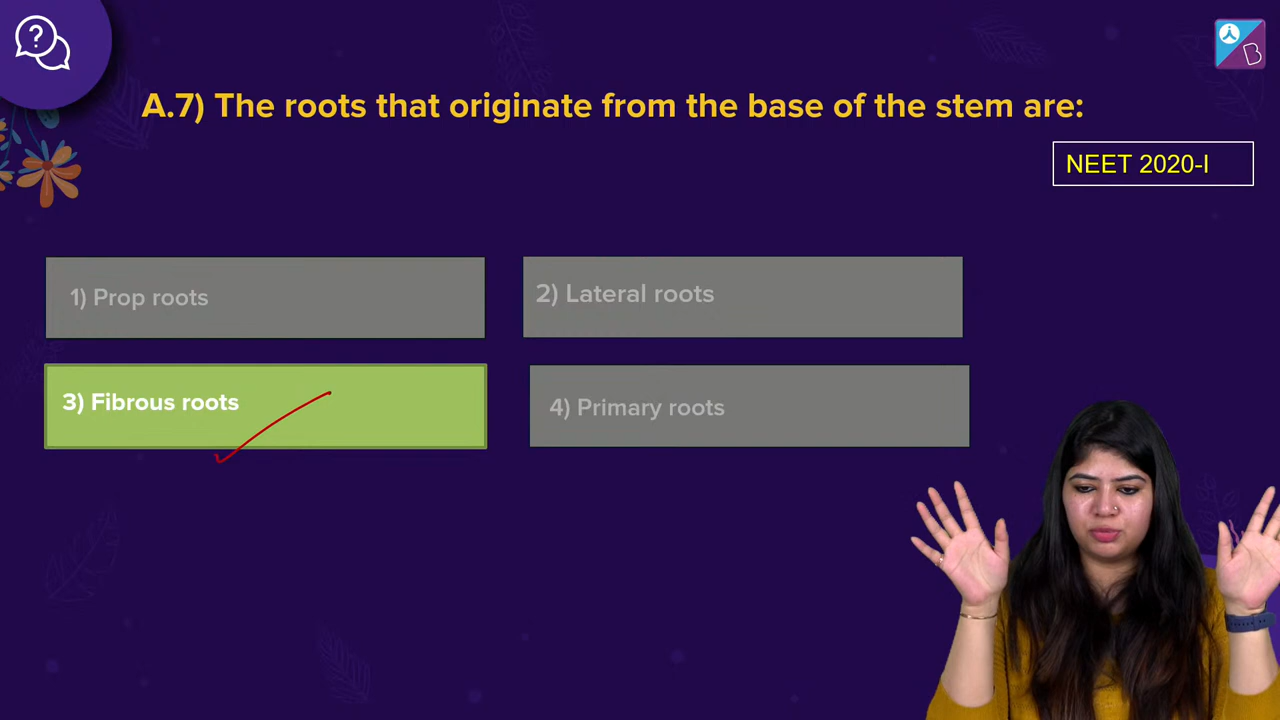 ?
B
A.7) The roots that originate from the base of the stem are:
NEET 2020-I
1) Prop roots
2) Lateral roots
3) Fibrous roots
4) Primary roots